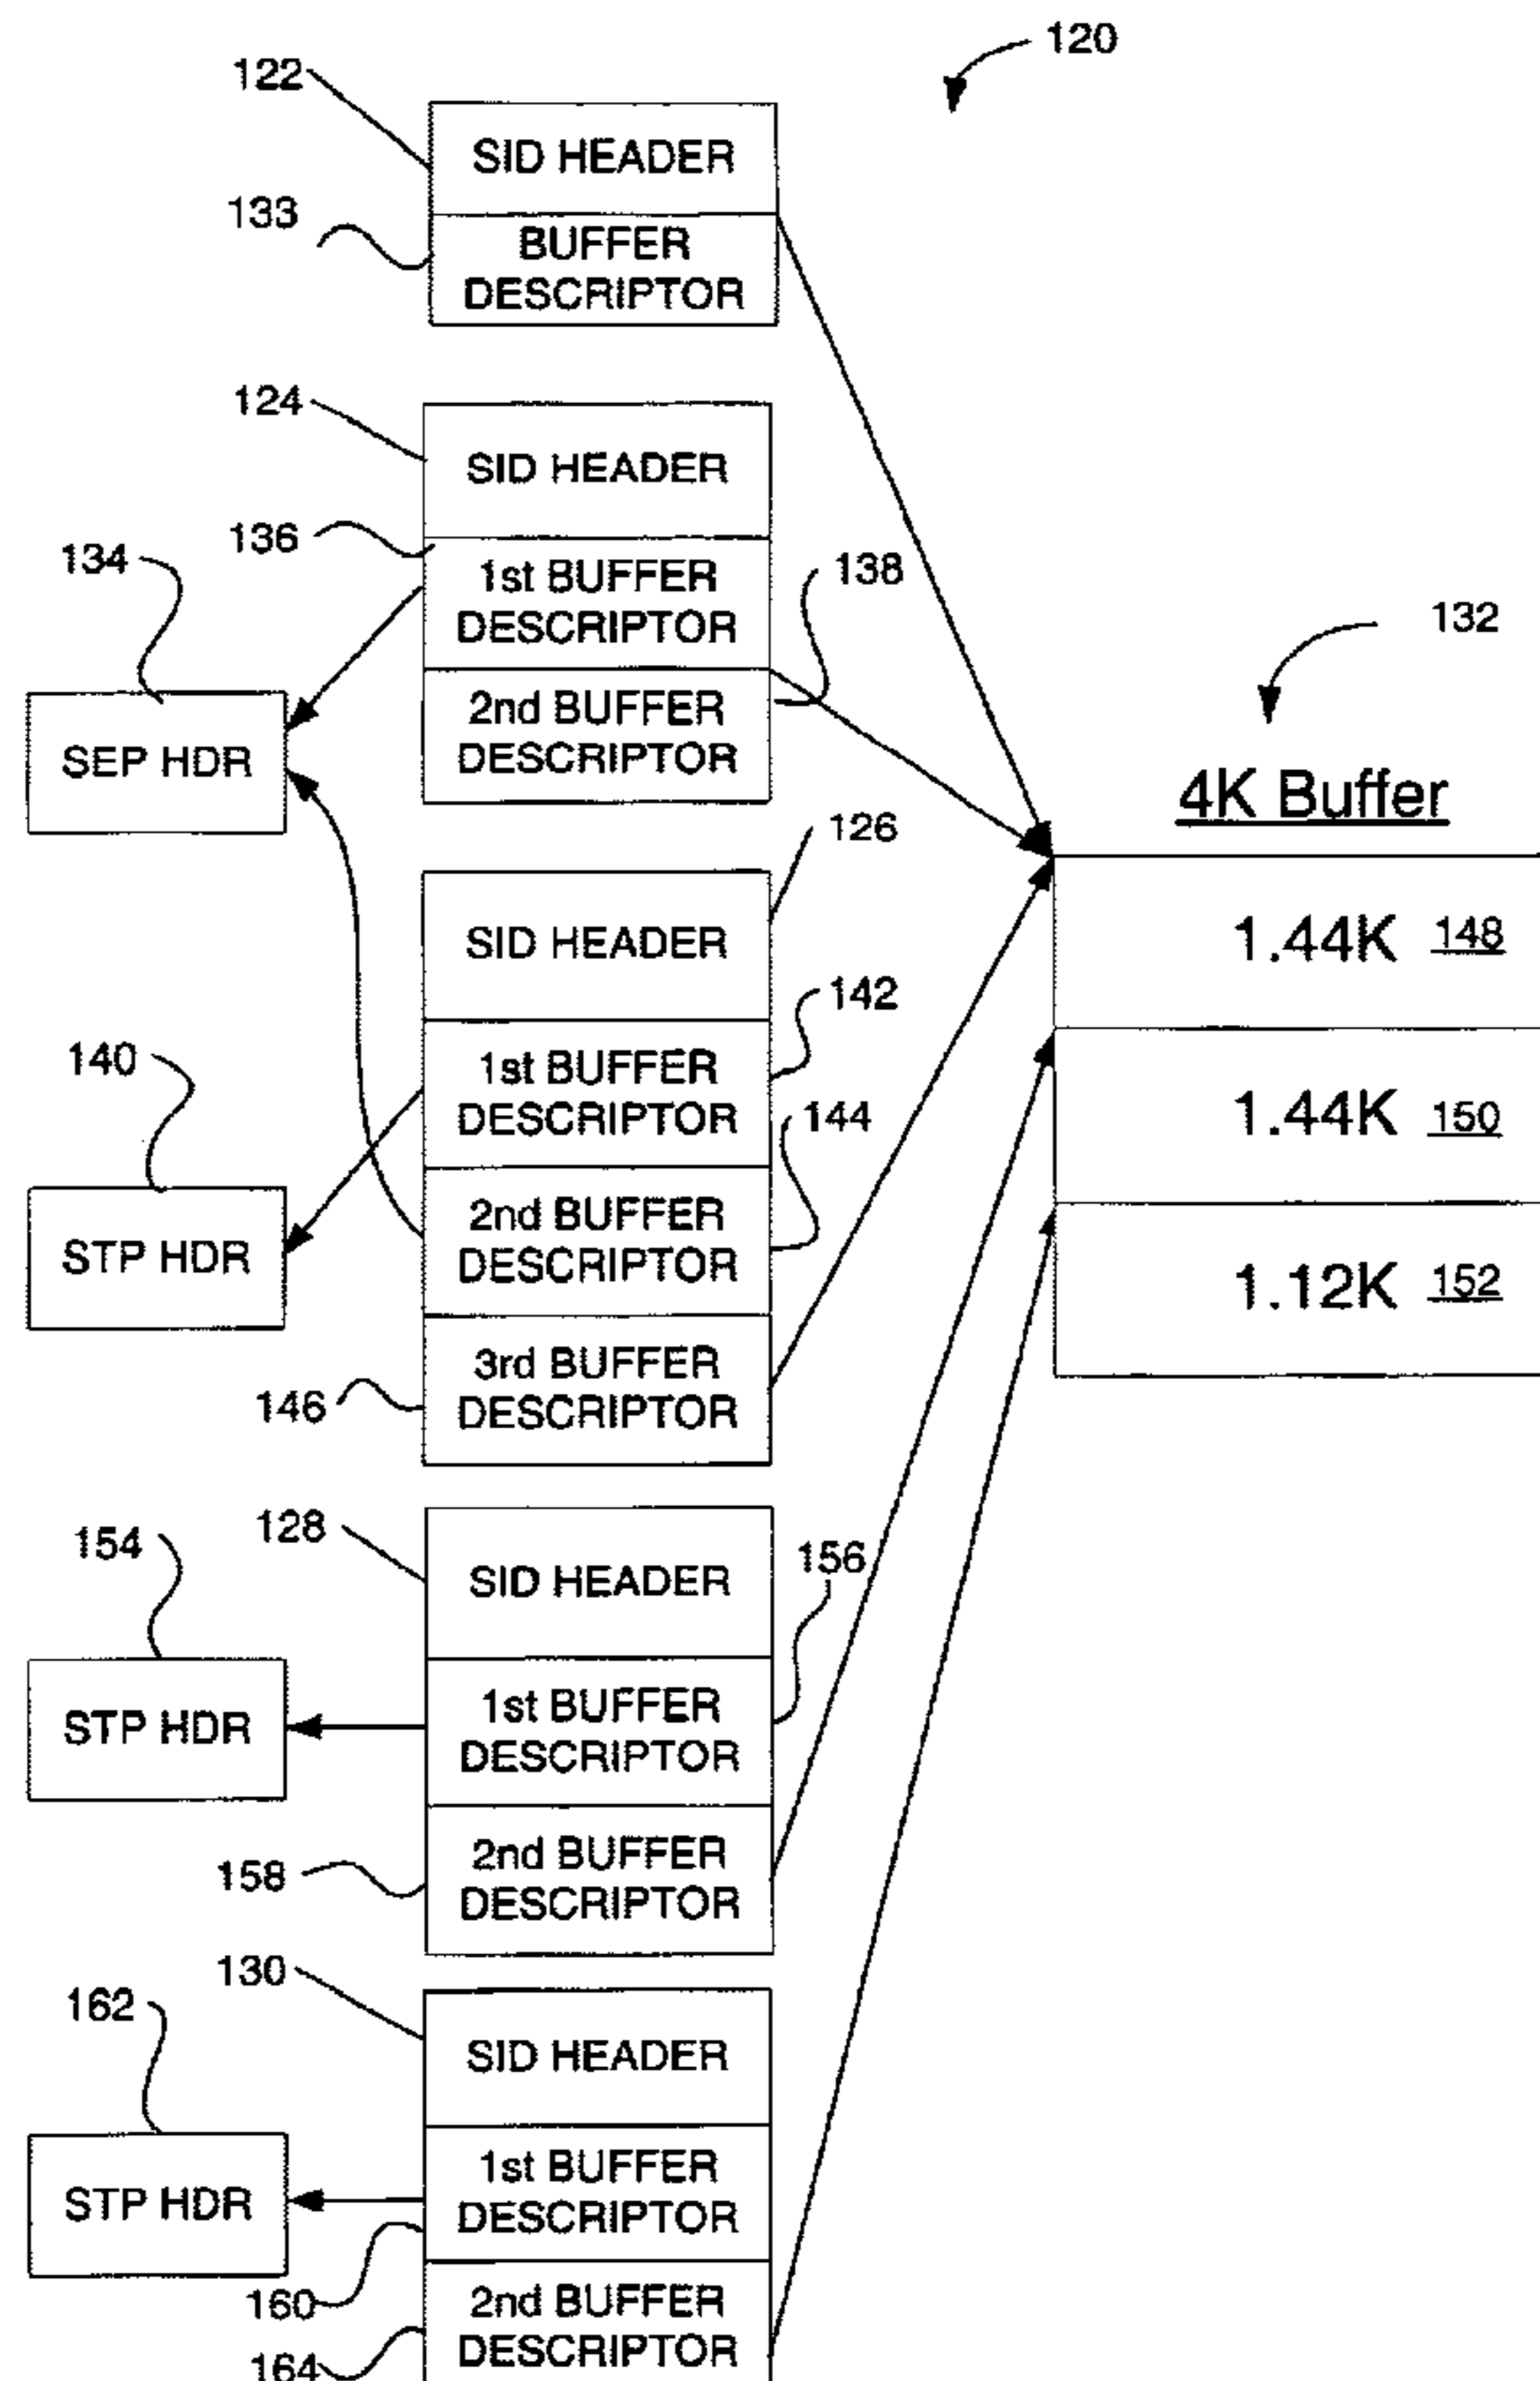 120
122
SID HEADER
133
BUFFER
DESCRIPTOR
124
SID HEADER
136
134
1st BUFFER
DESCRIPTOR
138
132
2nd BUFFER
DESCRIPTOR
SEP HDR
4K Buffer
126
SID HEADER
1.44K 148
142
140
1st BUFFER
DESCRIPTOR
1.44K 150
144
2nd BUFFER
DESCRIPTOR
STP HDR
1.12K 152
3rd BUFFER
DESCRIPTOR
146
128
154
SID HEADER
156
STP HDR
1st BUFFER
DESCRIPTOR
158
2nd BUFFER
DESCRIPTOR
130
162
SID HEADER
STP HDR
1st BUFFER
DESCRIPTOR
160
2nd BUFFER
DESCRIPTOR
164